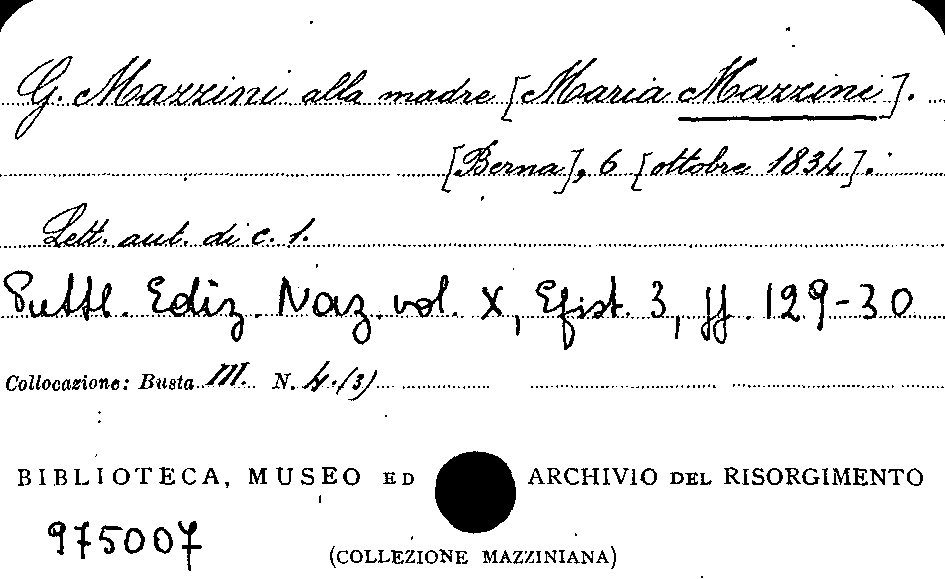 G. Mazzini alla madre [Maria Mazzini].
[Berna], 6 [ottobre 1834].
Lett. aut. di c. 1.
Pubbl. Ediz. Naz. vol. X, Epist. 3, pp. 129-30
Collocazione: Busta III. N. 4.(3)
BIBLIOTECA, MUSEO ED ARCHIVIO DEL RISORGIMENTO
975007
(COLLEZIONE MAZZINIANA)